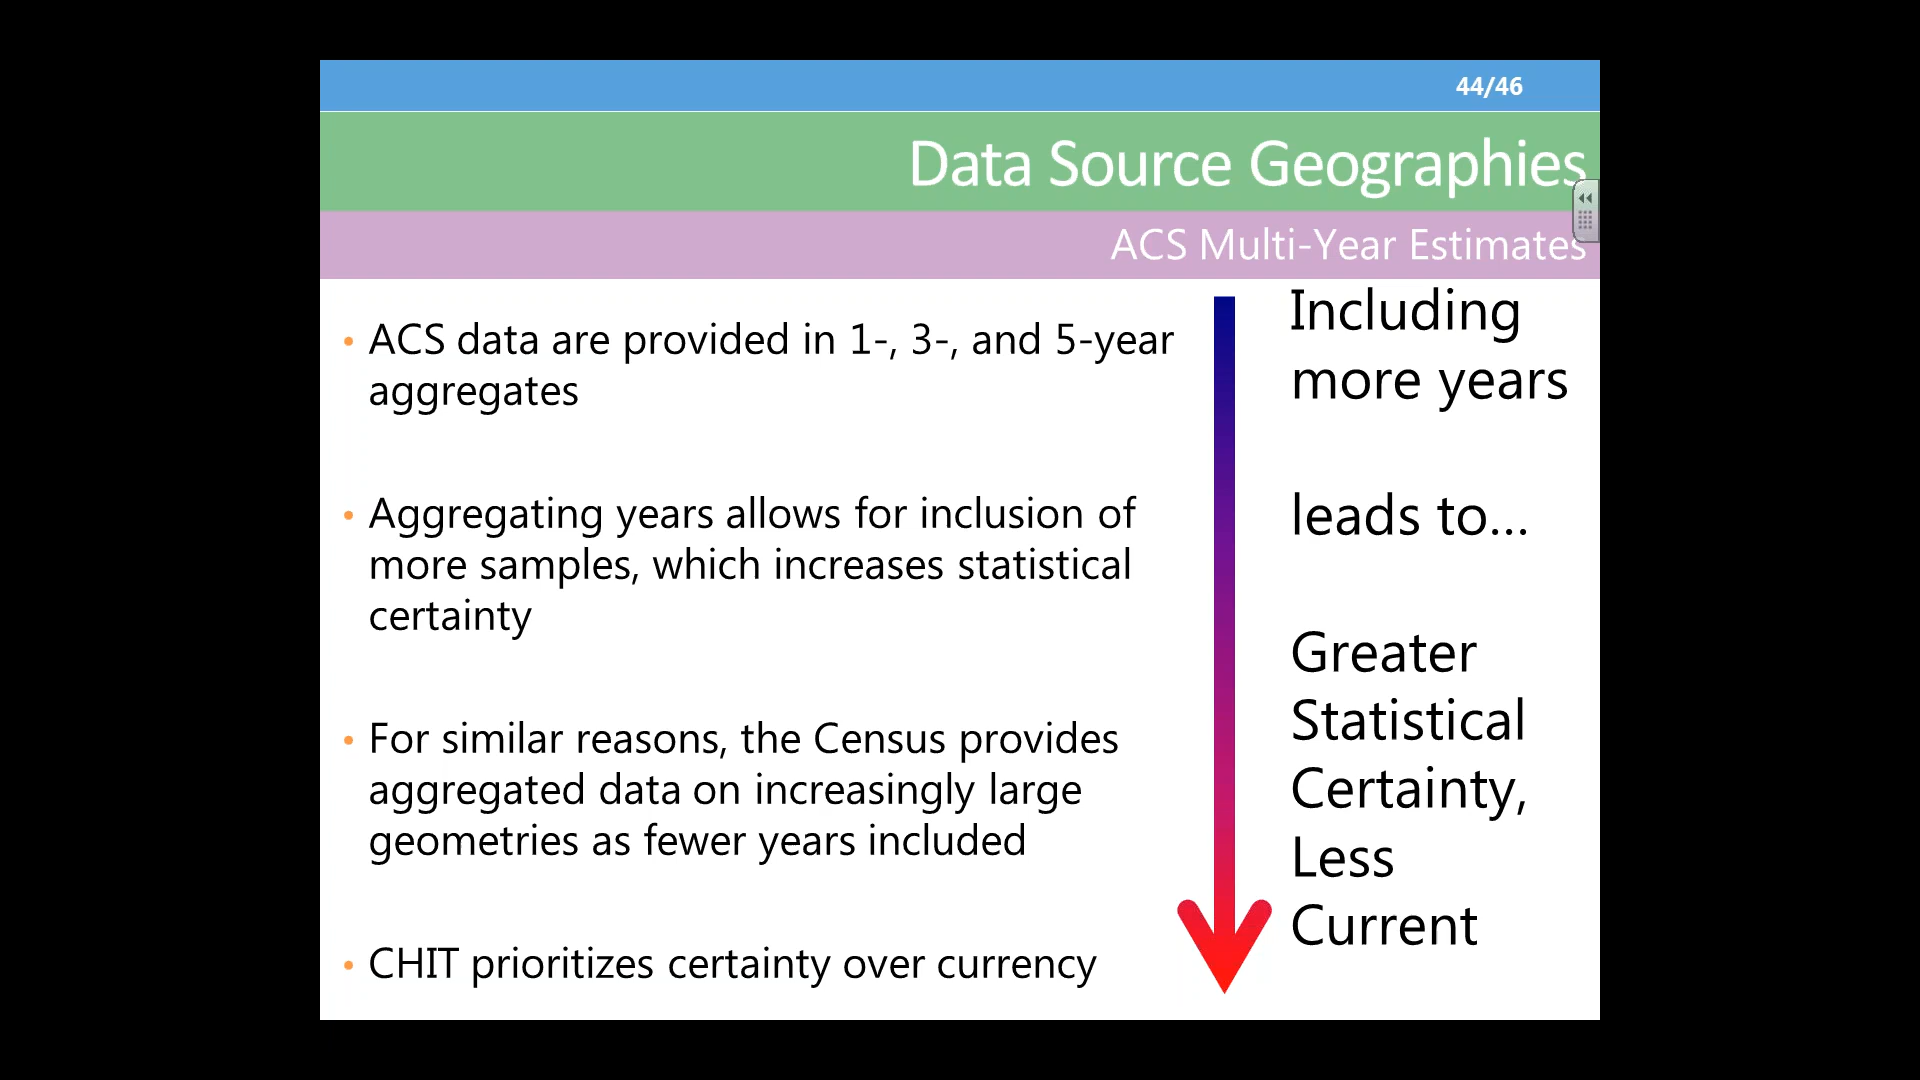 44/46
Data Source Geographies
ACS Multi-Year Estimates
• ACS data are provided in 1-, 3-, and 5-year
aggregates
• Aggregating years allows for inclusion of
more samples, which increases statistical
certainty
• For similar reasons, the Census provides
aggregated data on increasingly large
geometries as fewer years included
• CHIT prioritizes certainty over currency
Including
more years
leads to...
Greater
Statistical
Certainty,
Less
Current